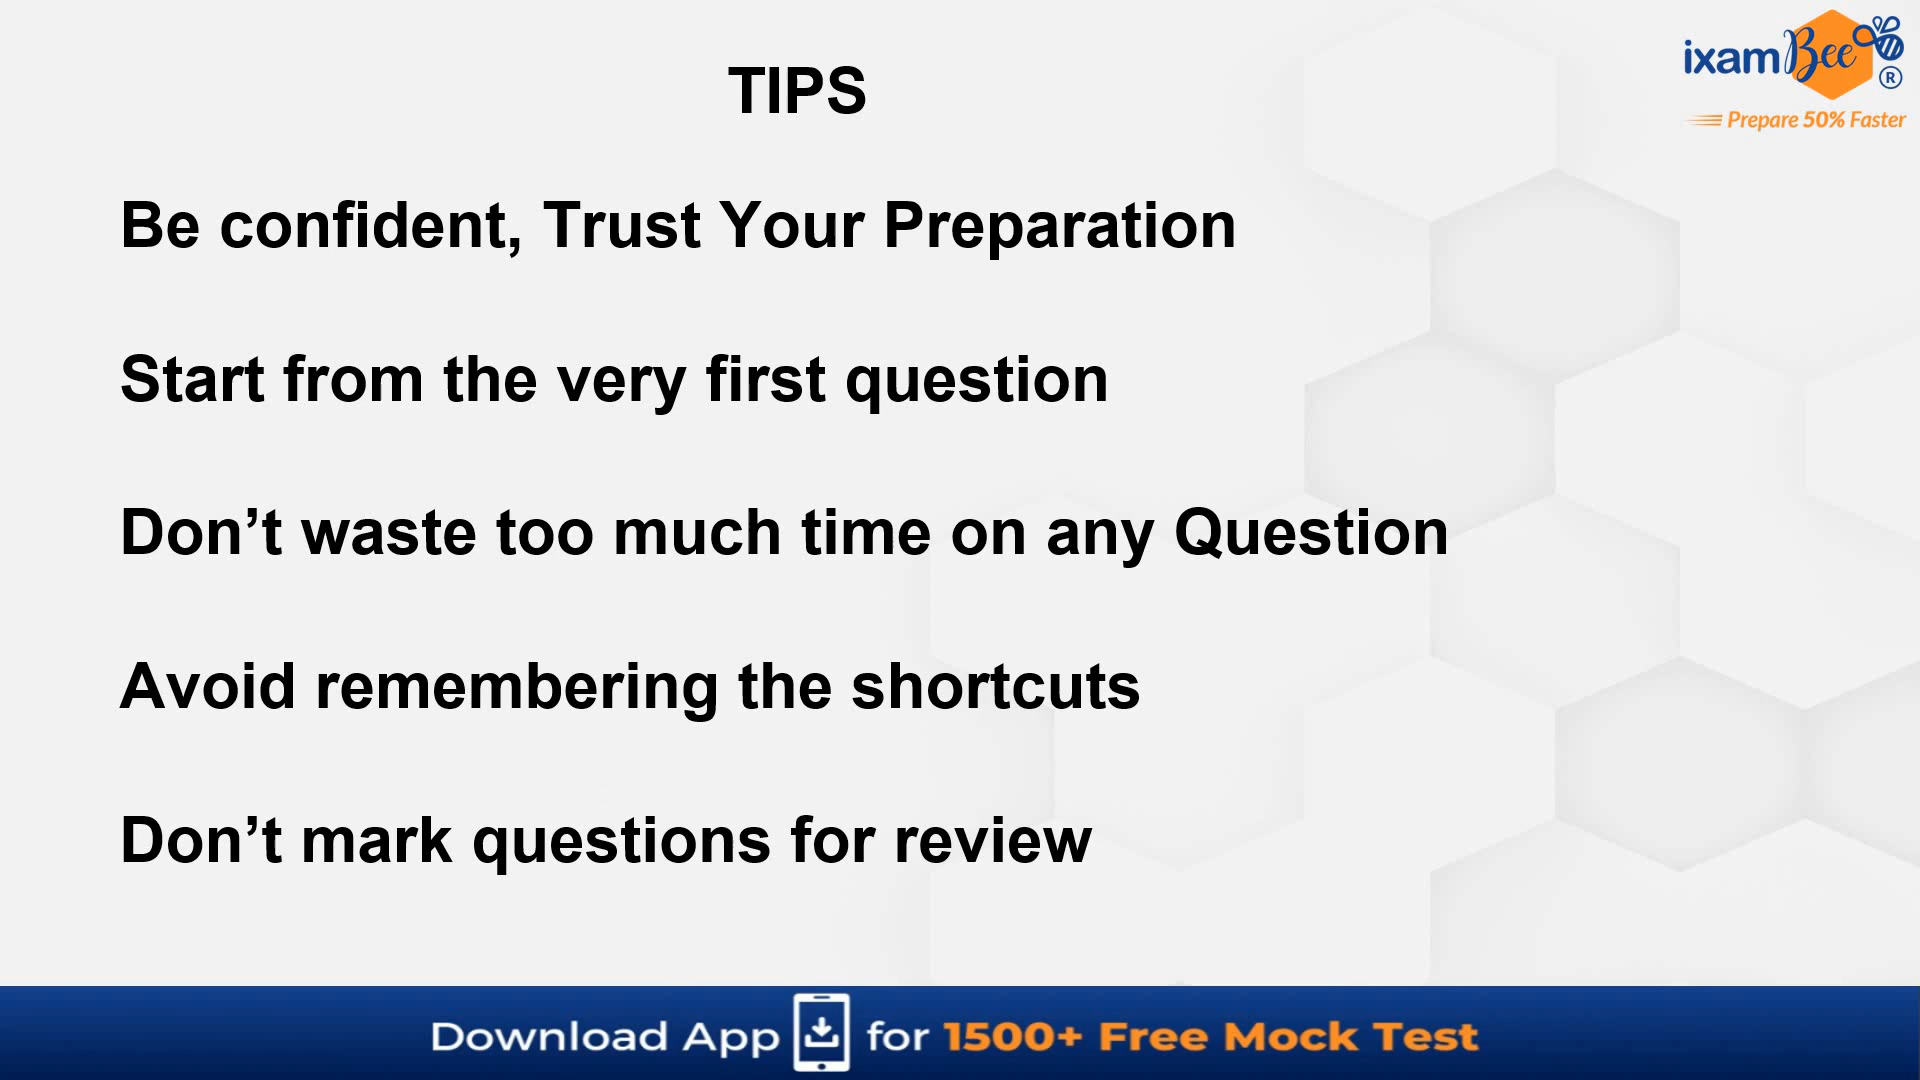 ixamBee®
Prepare 50% Faster
TIPS
Be confident, Trust Your Preparation
Start from the very first question
Don’t waste too much time on any Question
Avoid remembering the shortcuts
Don’t mark questions for review
Download App for 1500+ Free Mock Test